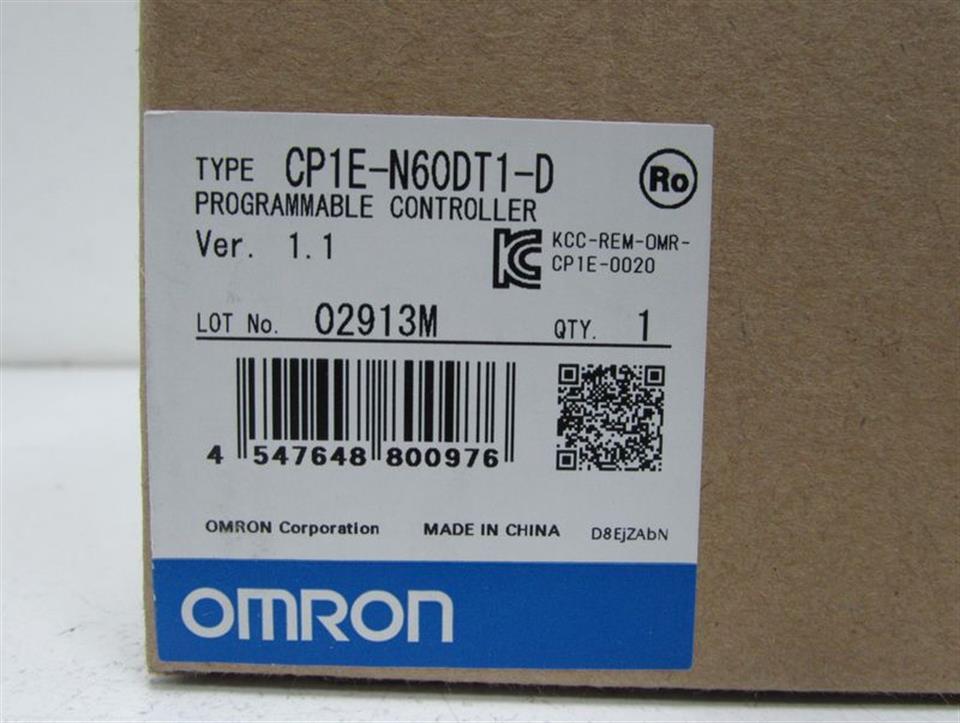 TYPE CP1E-N60DT1-D
Ro
PROGRAMMABLE CONTROLLER
Ver. 1.1
KC
KCC-REM-OMR-
CP1E-0020
LOT No. 02913M QTY. 1
4 547648 800976
OMRON Corporation MADE IN CHINA D8EjZAbN
OMRON